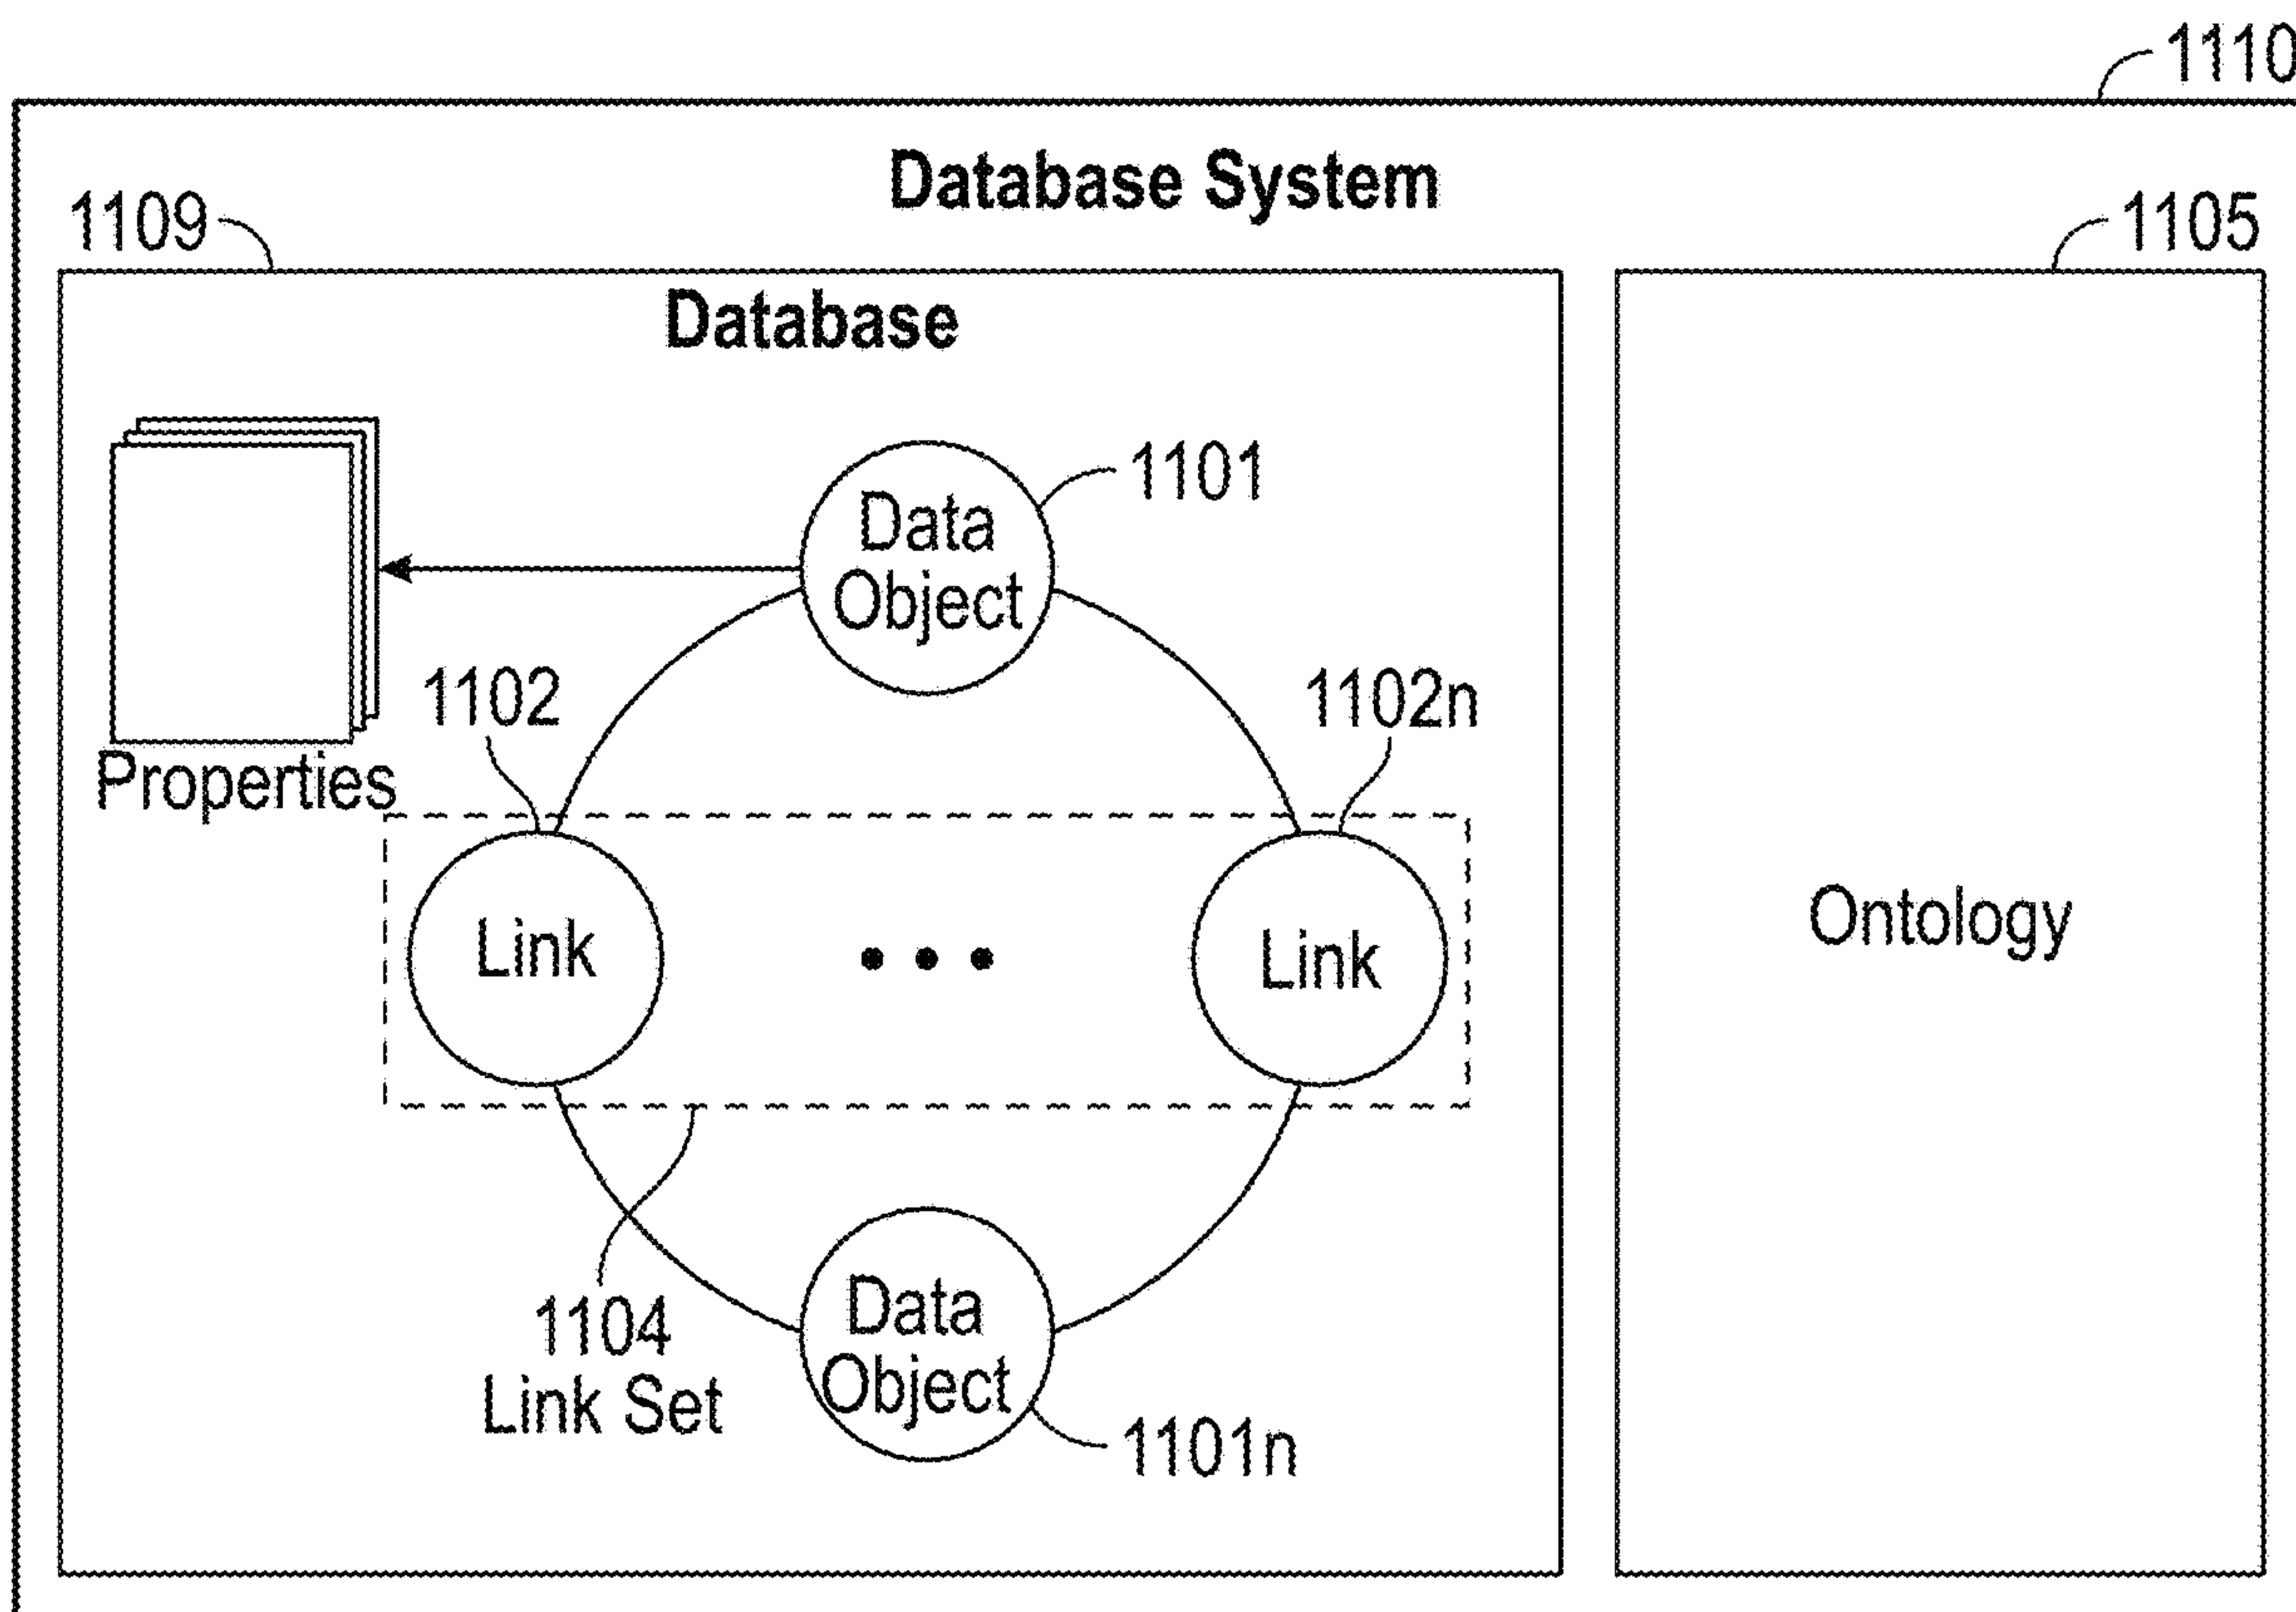 1110
Database System
1109
1105
Database
1101
Data
Object
1102
1102n
Properties
Link
Link
Ontology
1104
Link Set
Data
Object
1101n